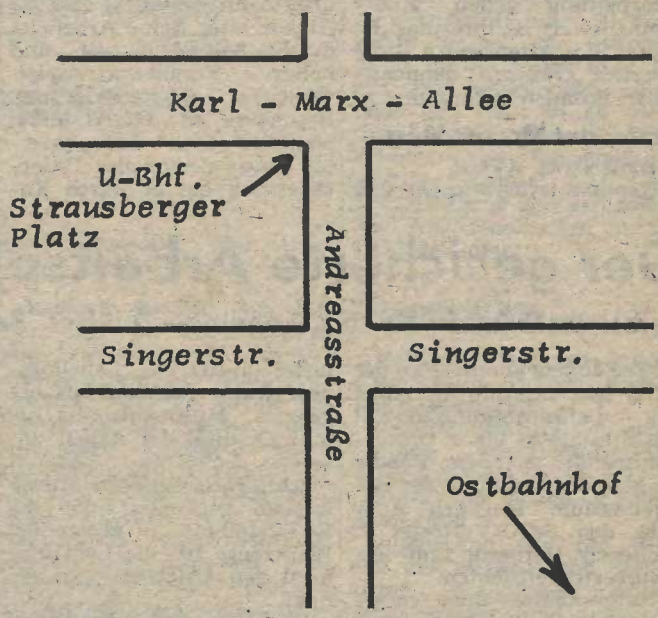 Karl - Marx - Allee
U-Bhf.
Strausberger
Platz
Andreasstraße
Singerstr.
Singerstr.
Ostbahnhof